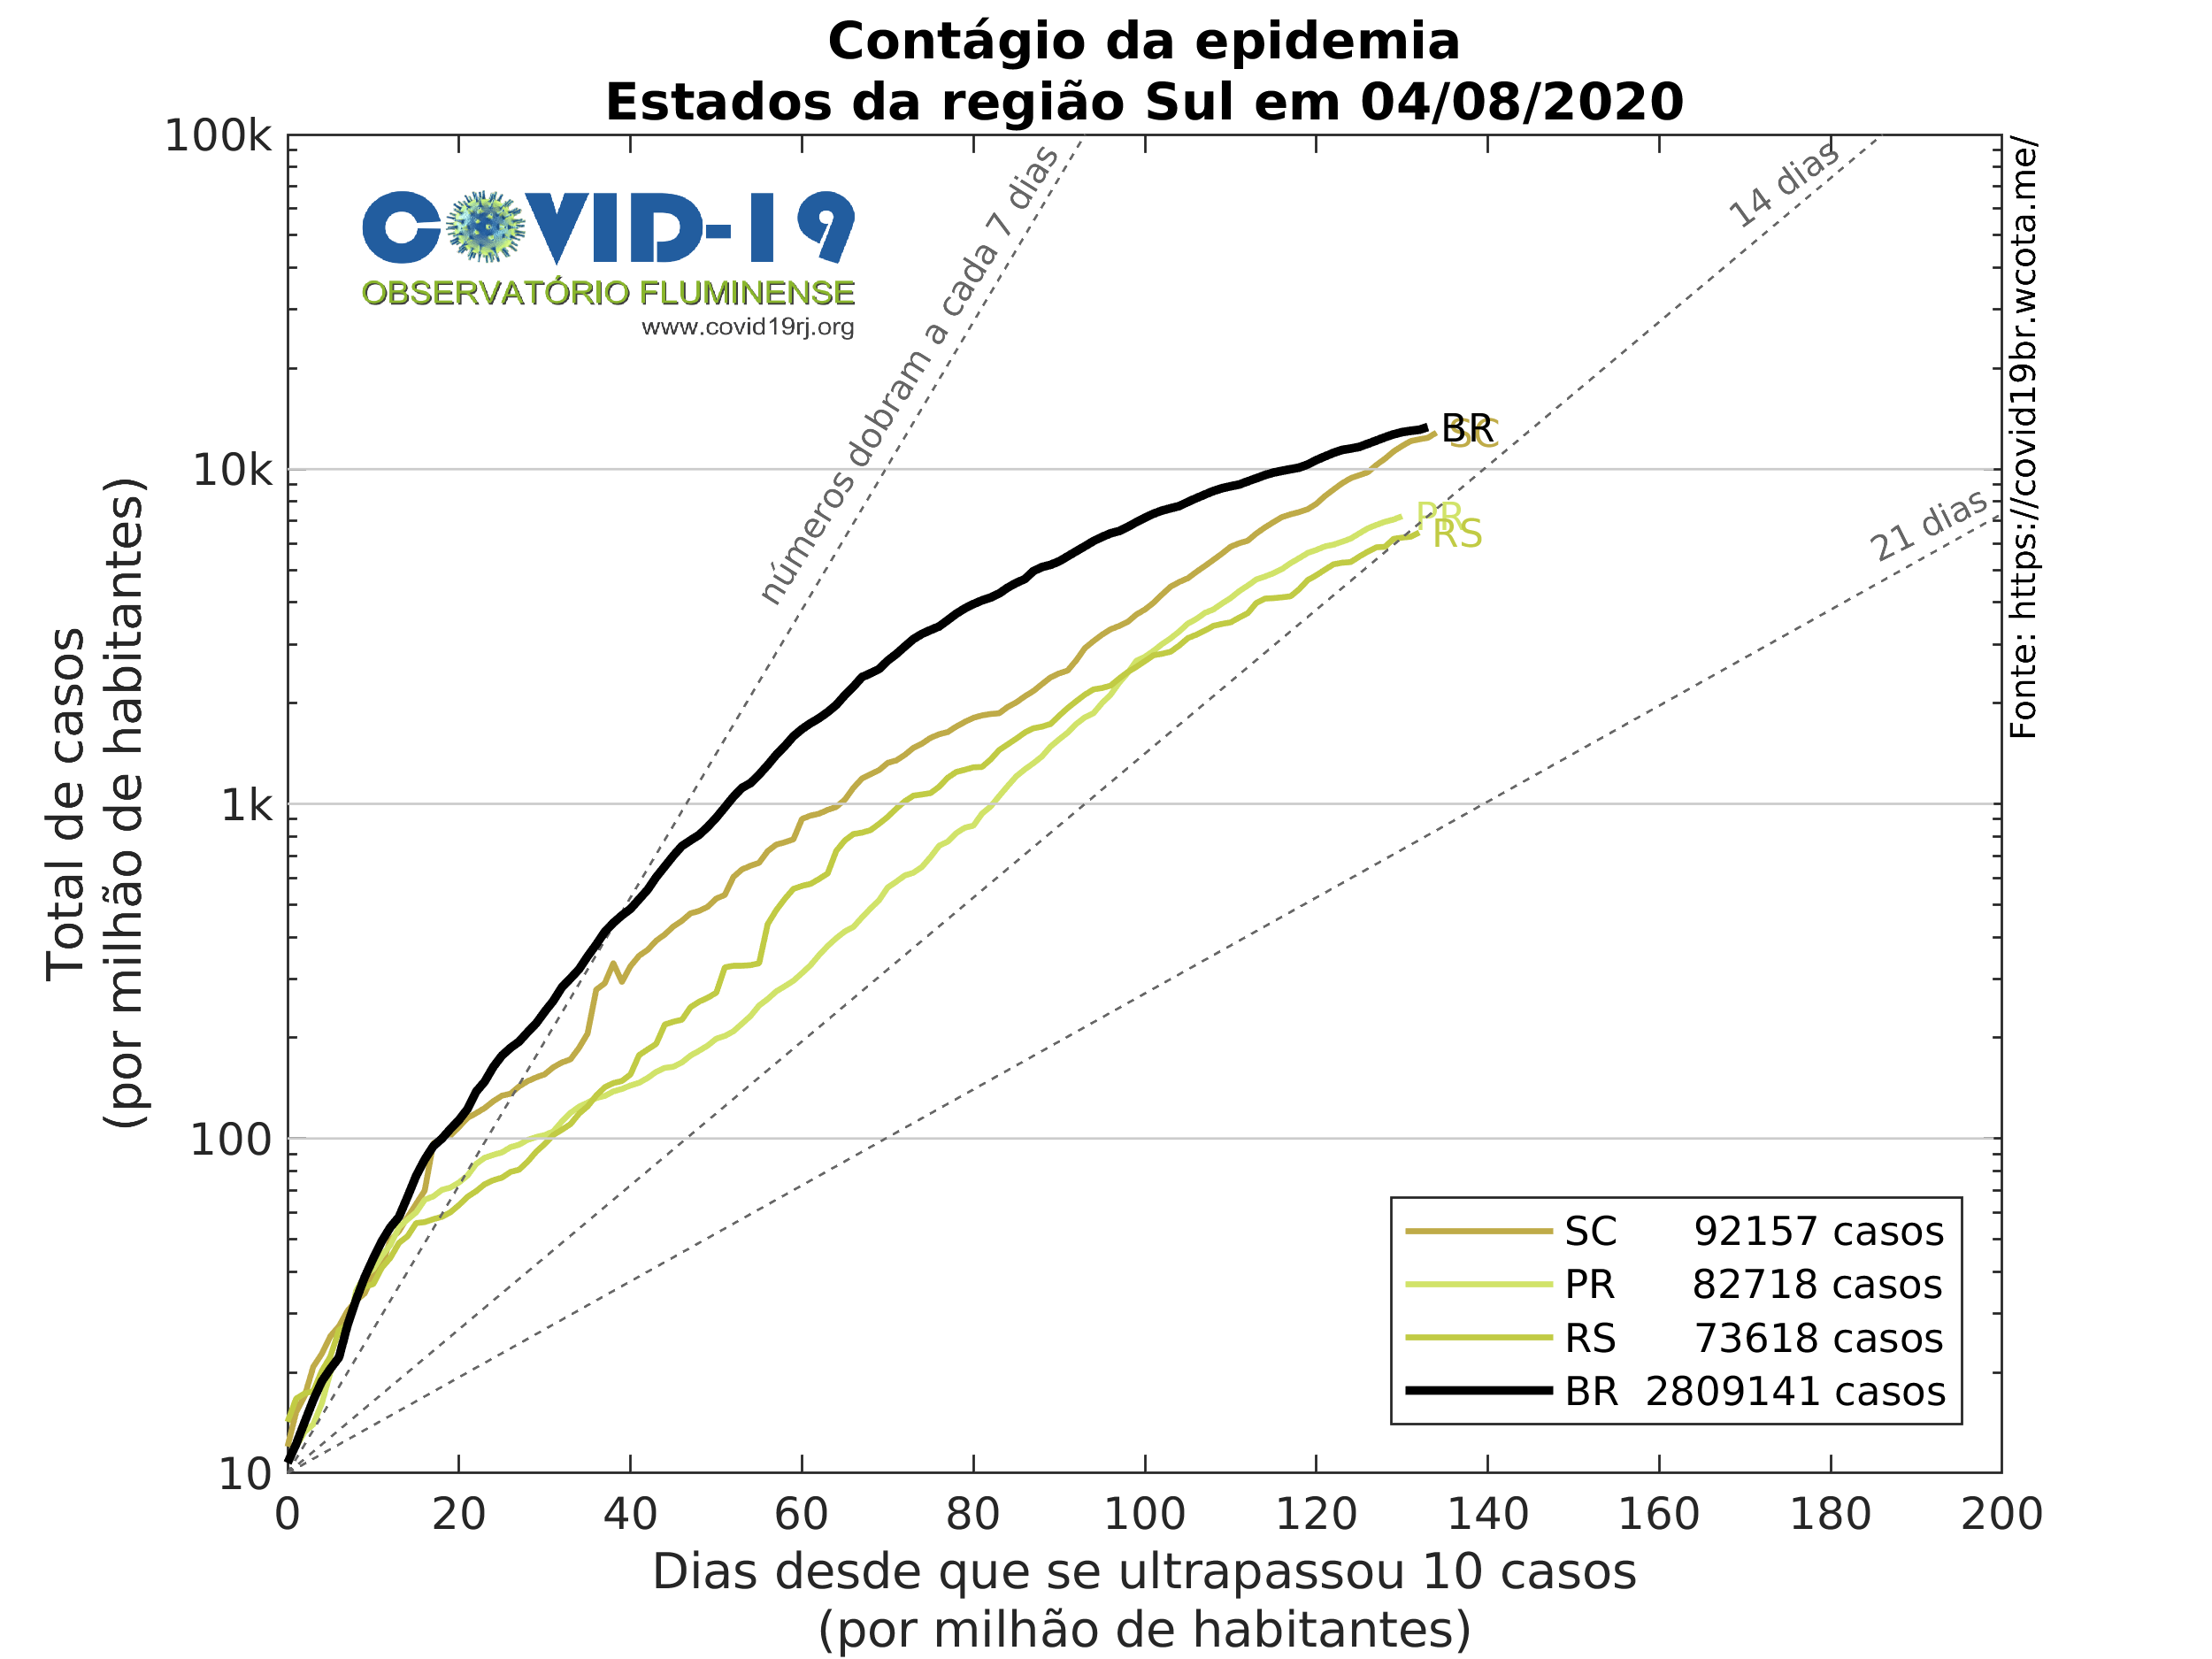 Contágio da epidemia
Estados da região Sul em 04/08/2020
100k
10k
1k
100
10
Total de casos
(por milhão de habitantes)
COVID-19
OBSERVATÓRIO FLUMINENSE
www.covid19rj.org
números dobram a cada 7 dias
14 dias
21 dias
Fonte: https://covid19br.wcota.me/
BR
SC
PR
RS
SC 92157 casos
PR 82718 casos
RS 73618 casos
BR 2809141 casos
0 20 40 60 80 100 120 140 160 180 200
Dias desde que se ultrapassou 10 casos
(por milhão de habitantes)